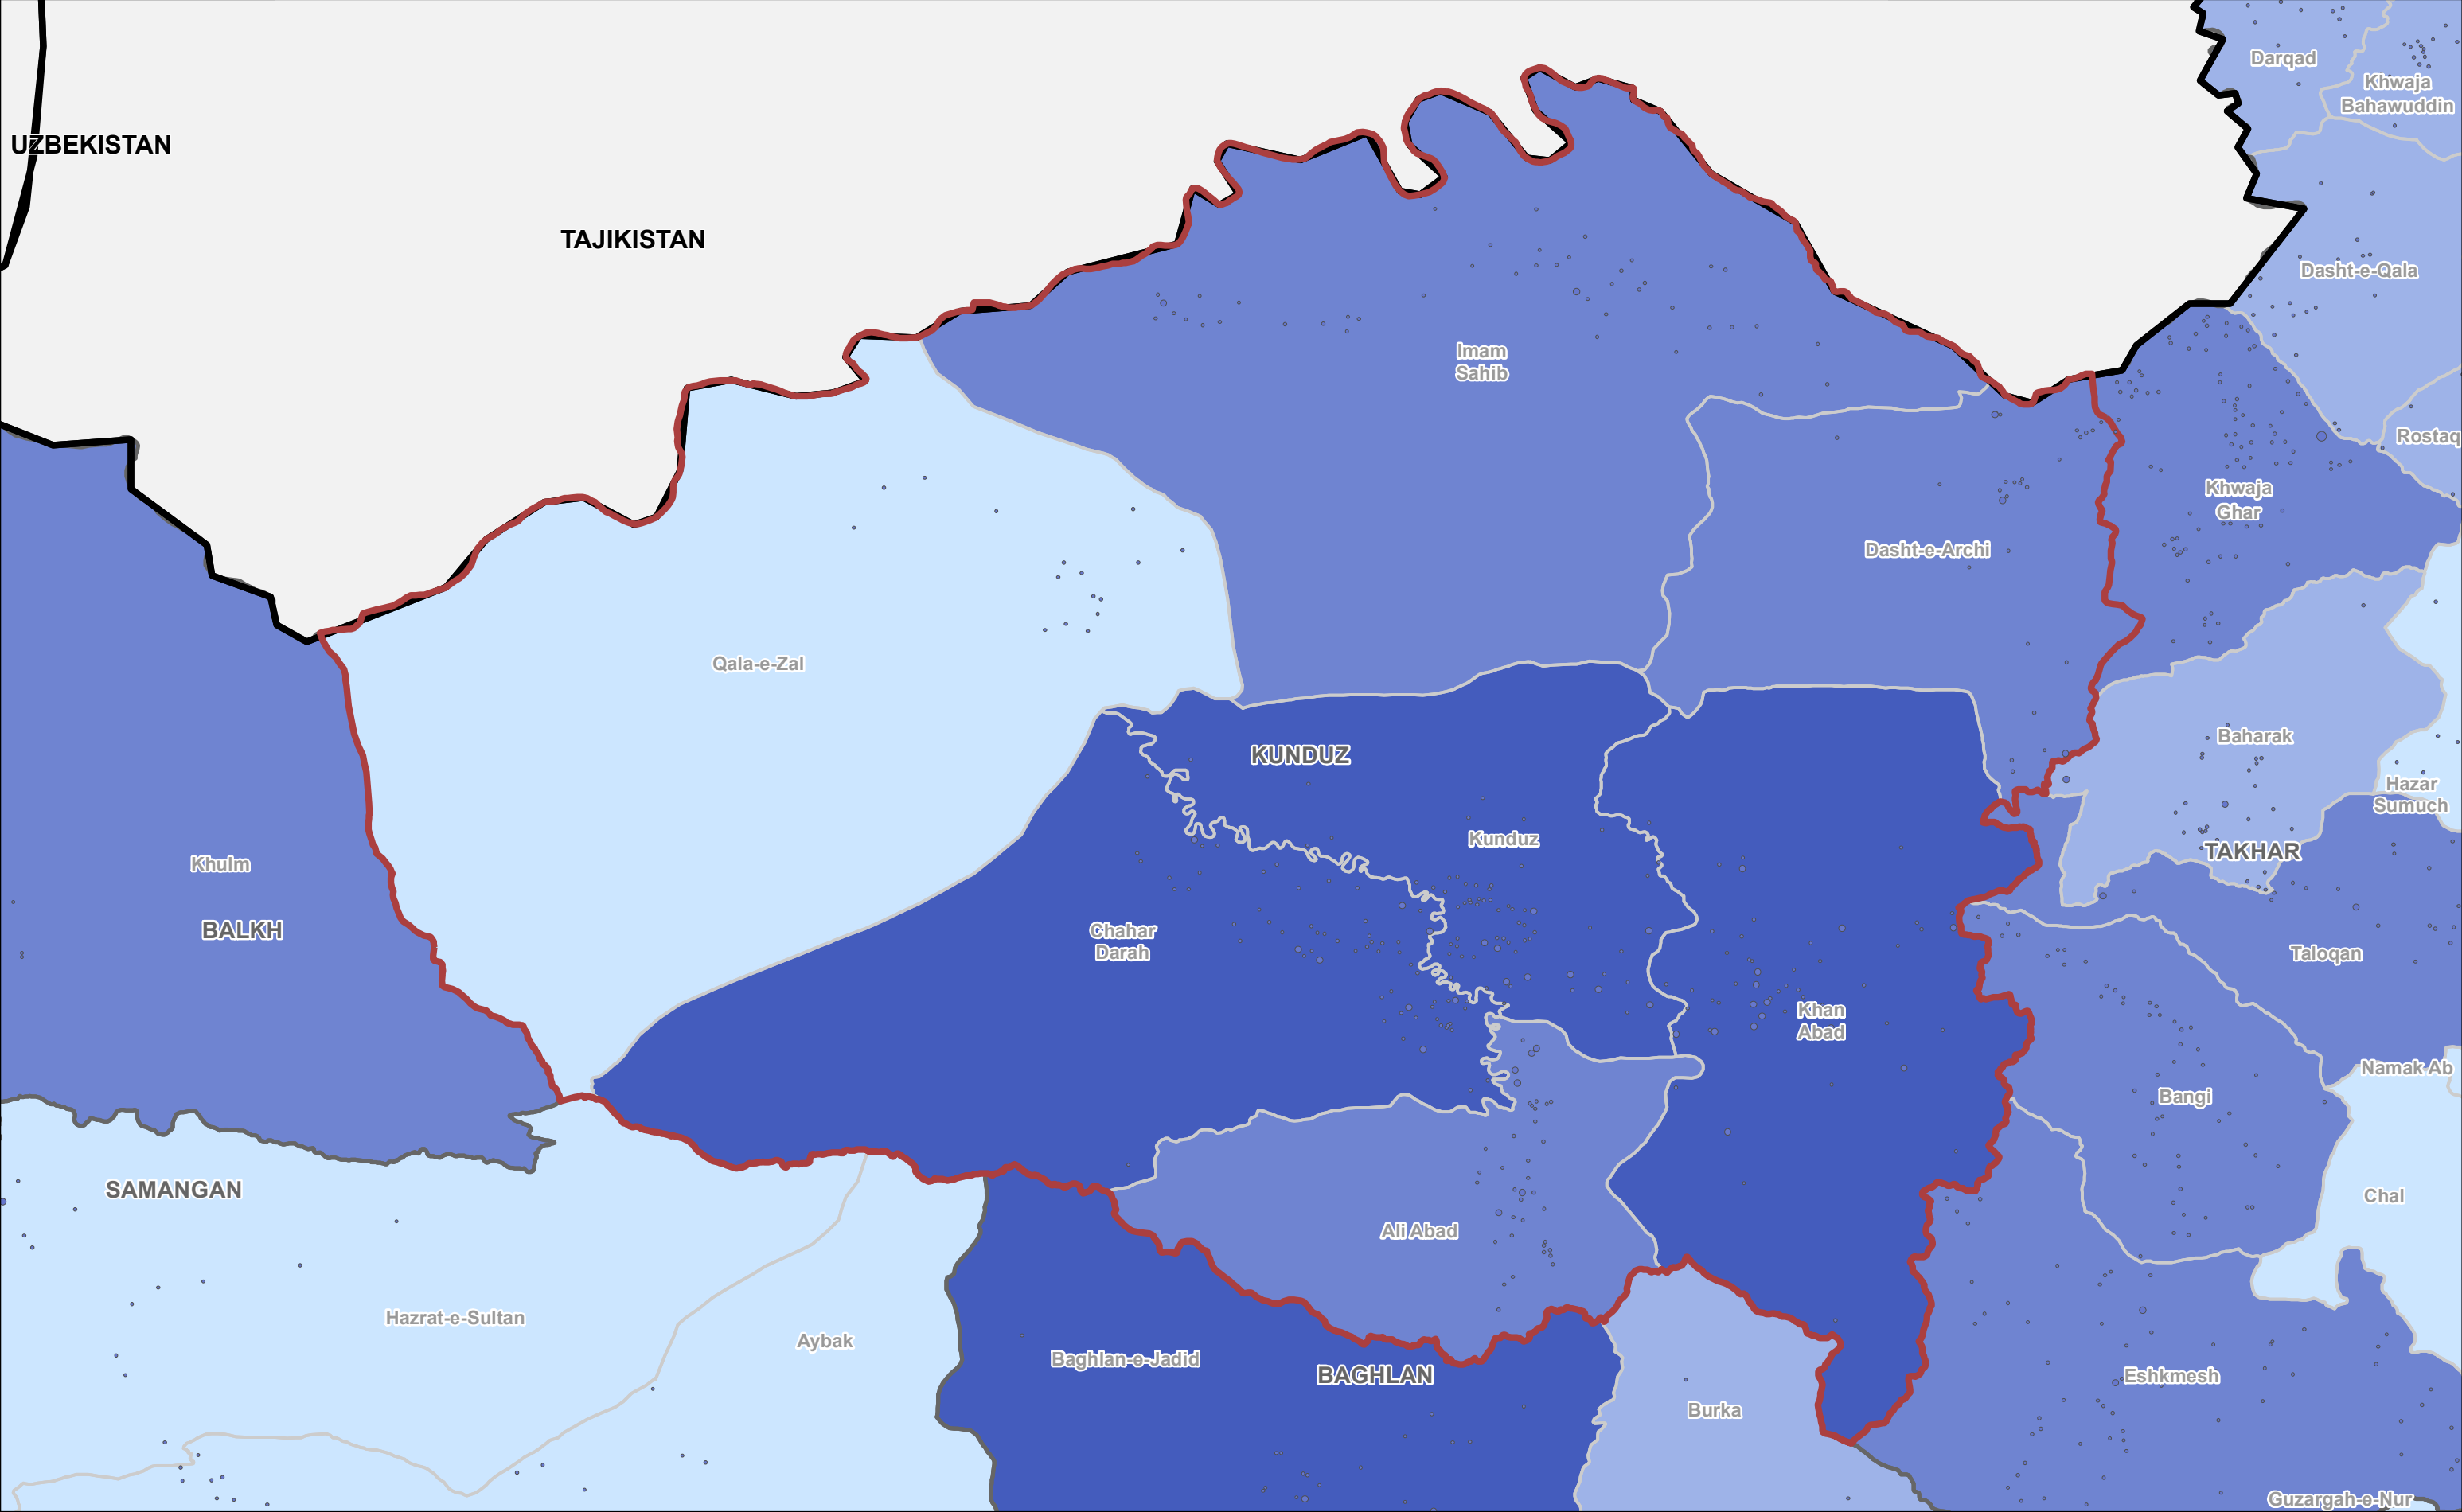 Darqad
Khwaja
Bahawuddin
UZBEKISTAN
TAJIKISTAN
Dasht-e-Qala
Imam
Sahib
Rostaq
Khwaja
Ghar
Dasht-e-Archi
Qala-e-Zal
Baharak
KUNDUZ
Hazar
Sumuch
Kunduz
TAKHAR
Khulm
BALKH
Chahar
Darah
Taloqan
Khan
Abad
Namak Ab
Bangi
SAMANGAN
Chal
Ali Abad
Hazrat-e-Sultan
Aybak
Baghlan-e-Jadid
BAGHLAN
Eshkmesh
Burka
Guzargah-e-Nur